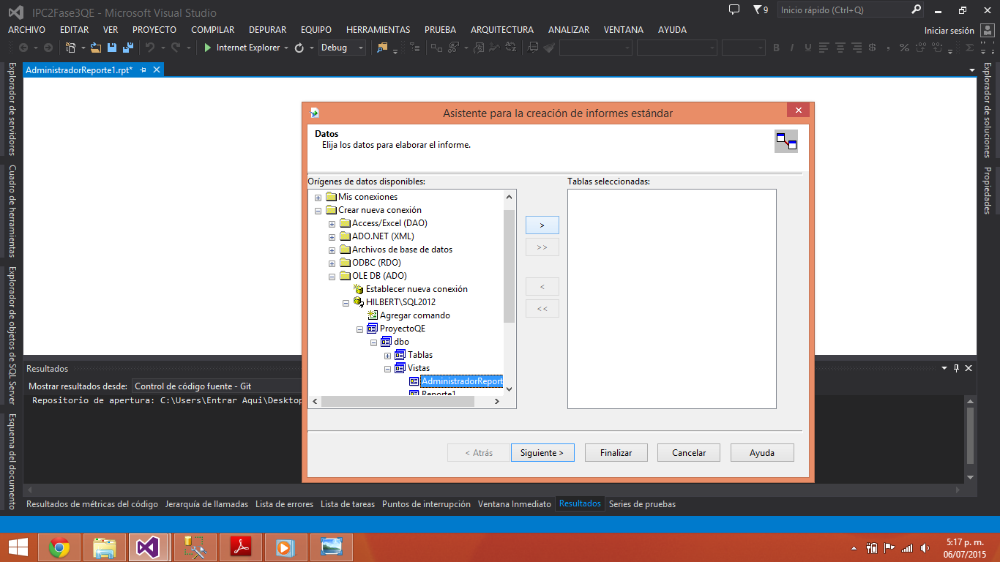 IPC2Fase3QE - Microsoft Visual Studio
9
Inicio rápido (Ctrl+Q)
ARCHIVO EDITAR VER PROYECTO COMPILAR DEPURAR EQUIPO HERRAMIENTAS PRUEBA ARQUITECTURA ANALIZAR VENTANA AYUDA
Iniciar sesión
Internet Explorer
Debug
AdministradorReporte1.rpt*
Explorador de servidores
Cuadro de herramientas
Explorador de objetos de SQL Server
Esquema del documento
Explorador de soluciones
Propiedades
Asistente para la creación de informes estándar
Datos
Elija los datos para elaborar el informe.
Orígenes de datos disponibles:
Tablas seleccionadas:
Mis conexiones
Crear nueva conexión
Access/Excel (DAO)
ADO.NET (XML)
Archivos de base de datos
ODBC (RDO)
OLE DB (ADO)
Establecer nueva conexión
HILBERT\SQL2012
Agregar comando
ProyectoQE
dbo
Tablas
Vistas
AdministradorReport
Reporte1
>
>>
<
<<
< Atrás
Siguiente >
Finalizar
Cancelar
Ayuda
Resultados
Mostrar resultados desde: Control de código fuente - Git
Repositorio de apertura: C:\Users\Entrar Aqui\Desktop
Resultados de métricas del código Jerarquía de llamadas Lista de errores Lista de tareas Puntos de interrupción Ventana Inmediato Resultados Series de pruebas
5:17 p. m.
06/07/2015